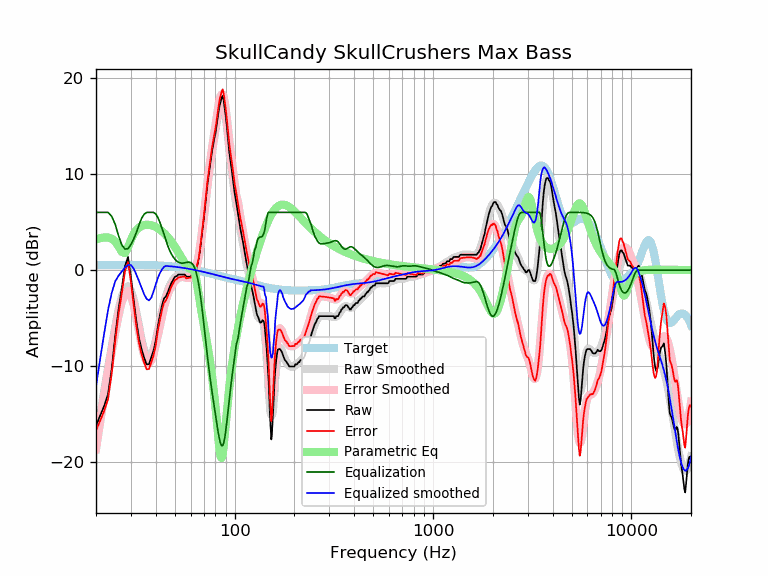 SkullCandy SkullCrushers Max Bass
20
10
0
−10
−20
Amplitude (dBr)
Target
Raw Smoothed
Error Smoothed
Raw
Error
Parametric Eq
Equalization
Equalized smoothed
100
1000
10000
Frequency (Hz)